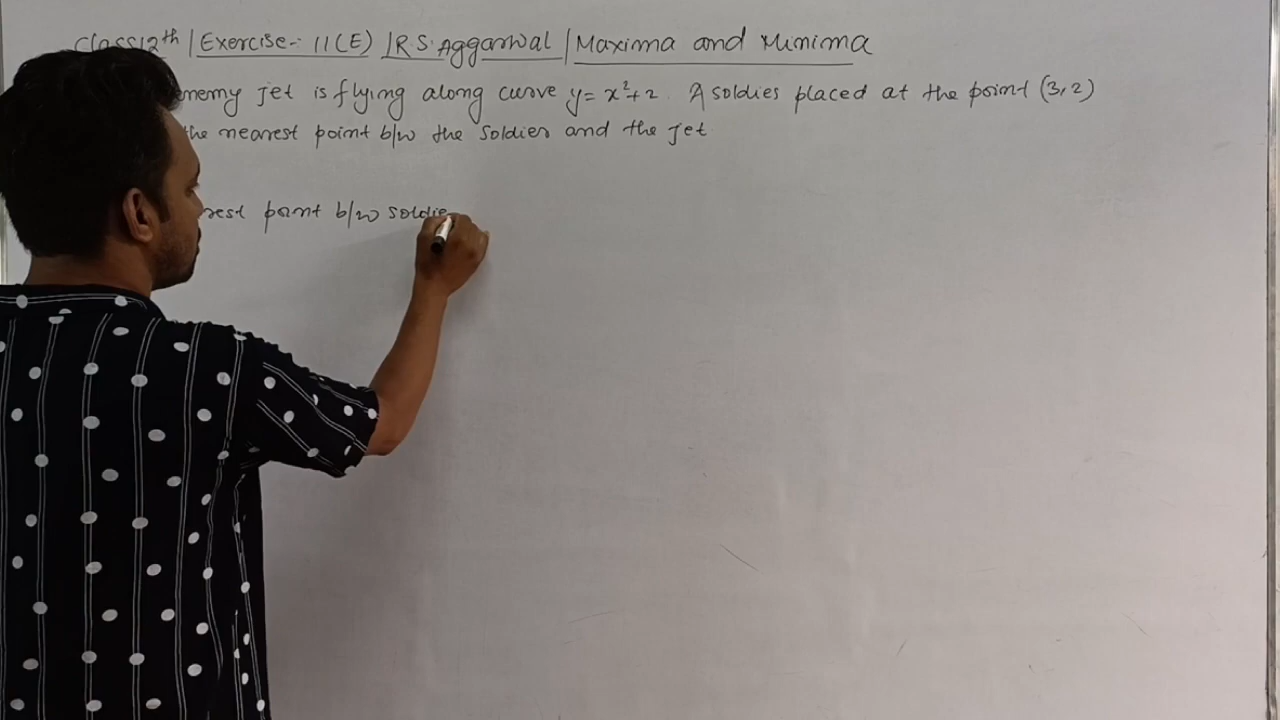 Class 12th | Exercise-: 11(E) | R.S. Aggarwal | Maxima and Minima
enemy jet is flying along curve y = x²+2. A soldies placed at the point (3,2)
the nearest point b/w the soldier and the jet.
rest point b/w soldie